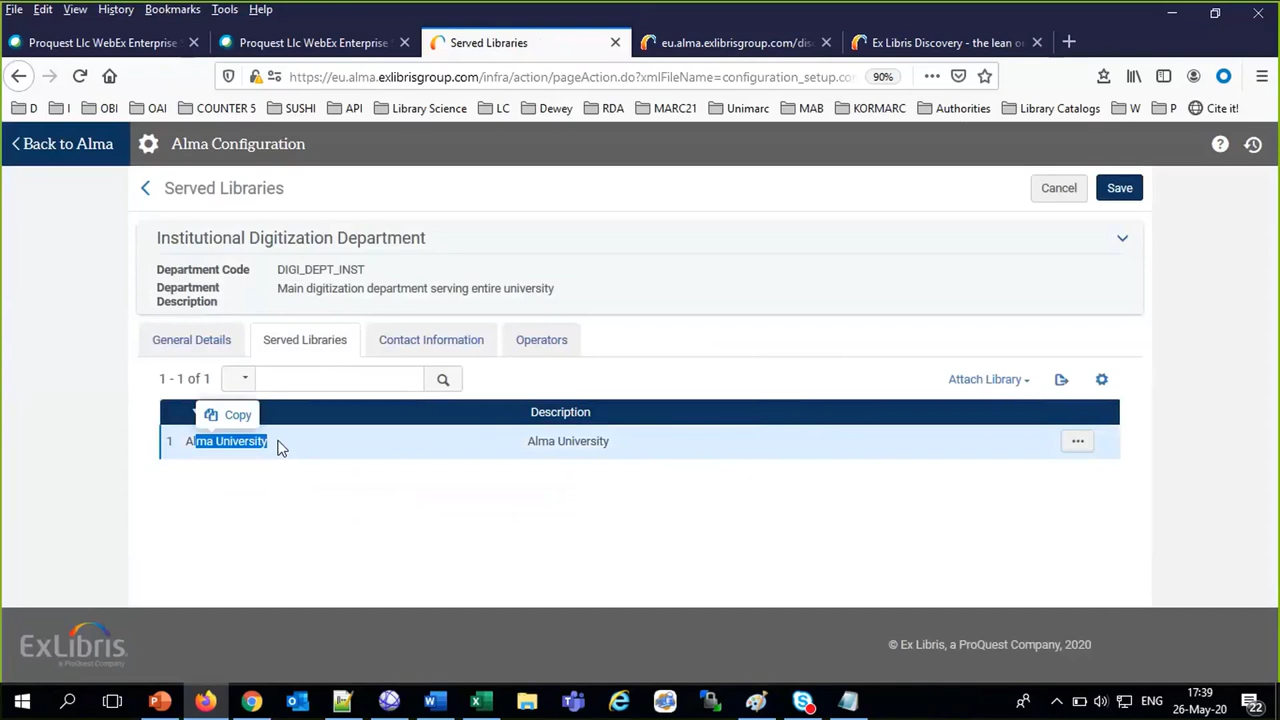 File Edit View History Bookmarks Tools Help
Proquest Llc WebEx Enterprise Proquest Llc WebEx Enterprise Served Libraries eu.alma.exlibrisgroup.com/dis Ex Libris Discovery - the lean o
https://eu.alma.exlibrisgroup.com/infra/action/pageAction.do?xmlFileName=configuration_setup.co 90%
D I OBI OAI COUNTER 5 SUSHI API Library Science LC Dewey RDA MARC21 Unimarc MAB KORMARC Authorities Library Catalogs W P Cite it!
Back to Alma Alma Configuration
Served Libraries Cancel Save
Institutional Digitization Department
Department Code DIGI_DEPT_INST
Department Description Main digitization department serving entire university
General Details Served Libraries Contact Information Operators
1 - 1 of 1 Attach Library
Copy Description
1 Alma University Alma University
ExLibris
a ProQuest Company
© Ex Libris, a ProQuest Company, 2020
ENG 17:39
26-May-20 22